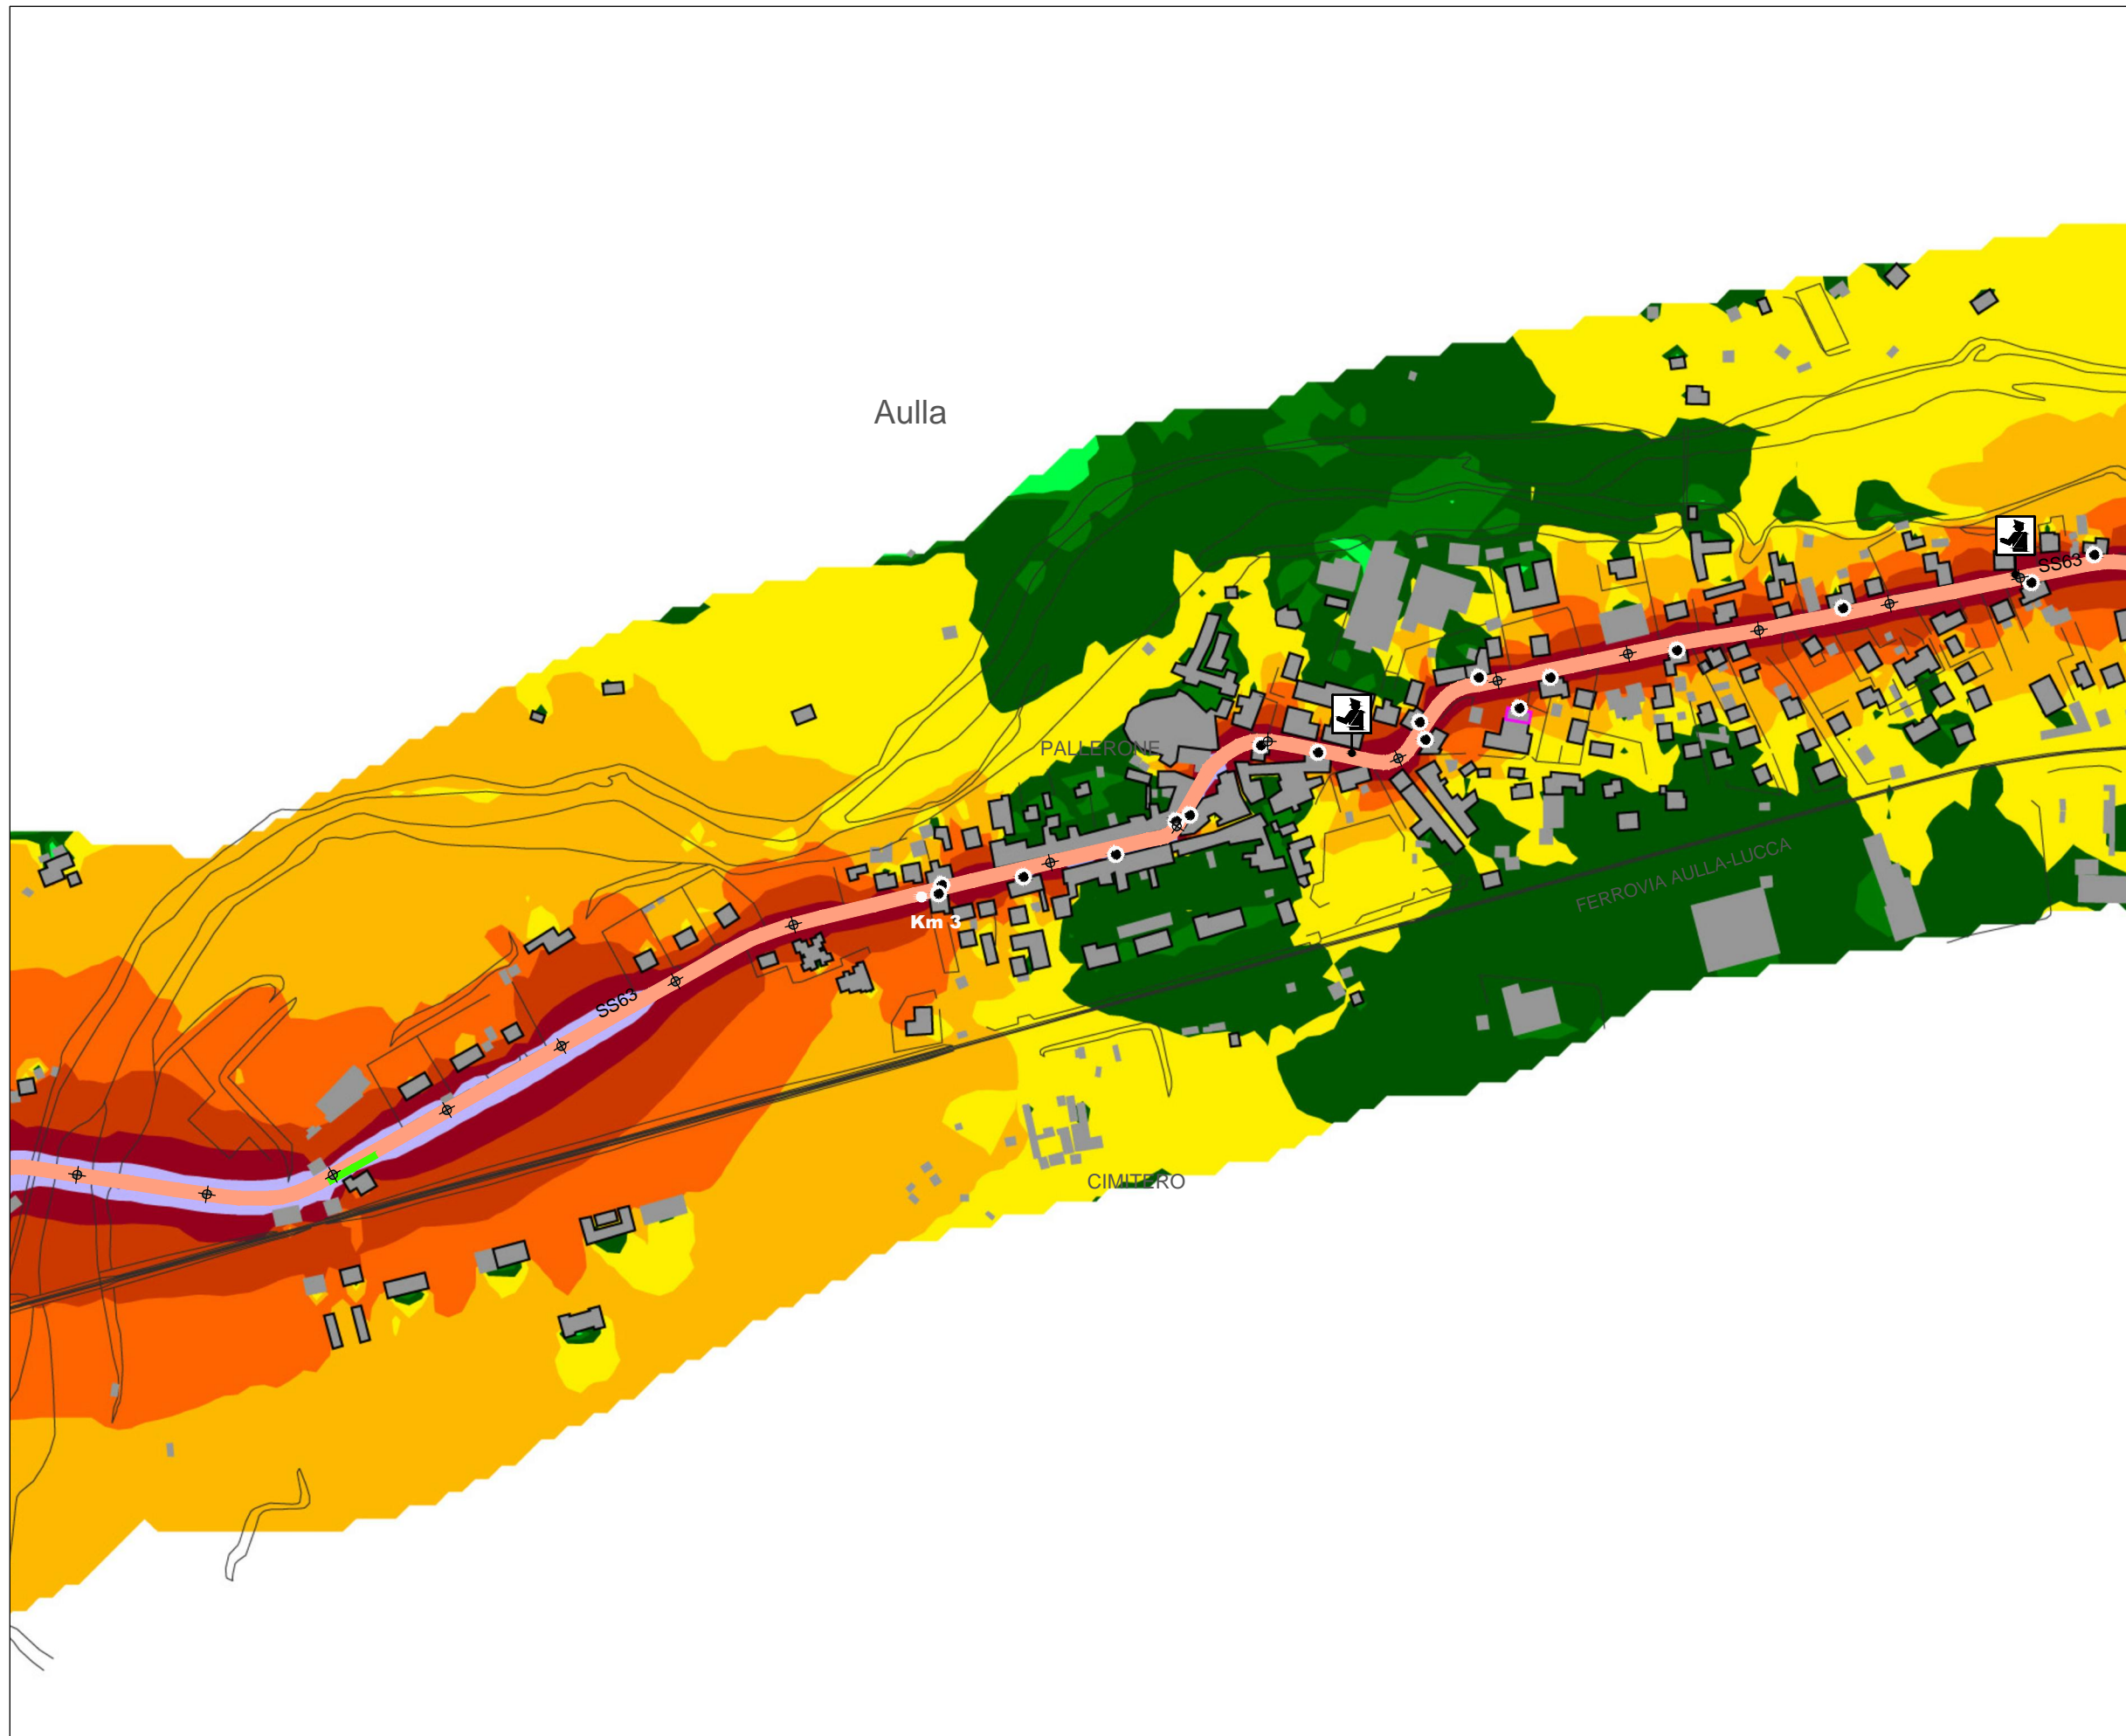 Aulla
SS63
PALLERONE
FERROVIA AULLA-LUCCA
Km 3
SS63
CIMITERO